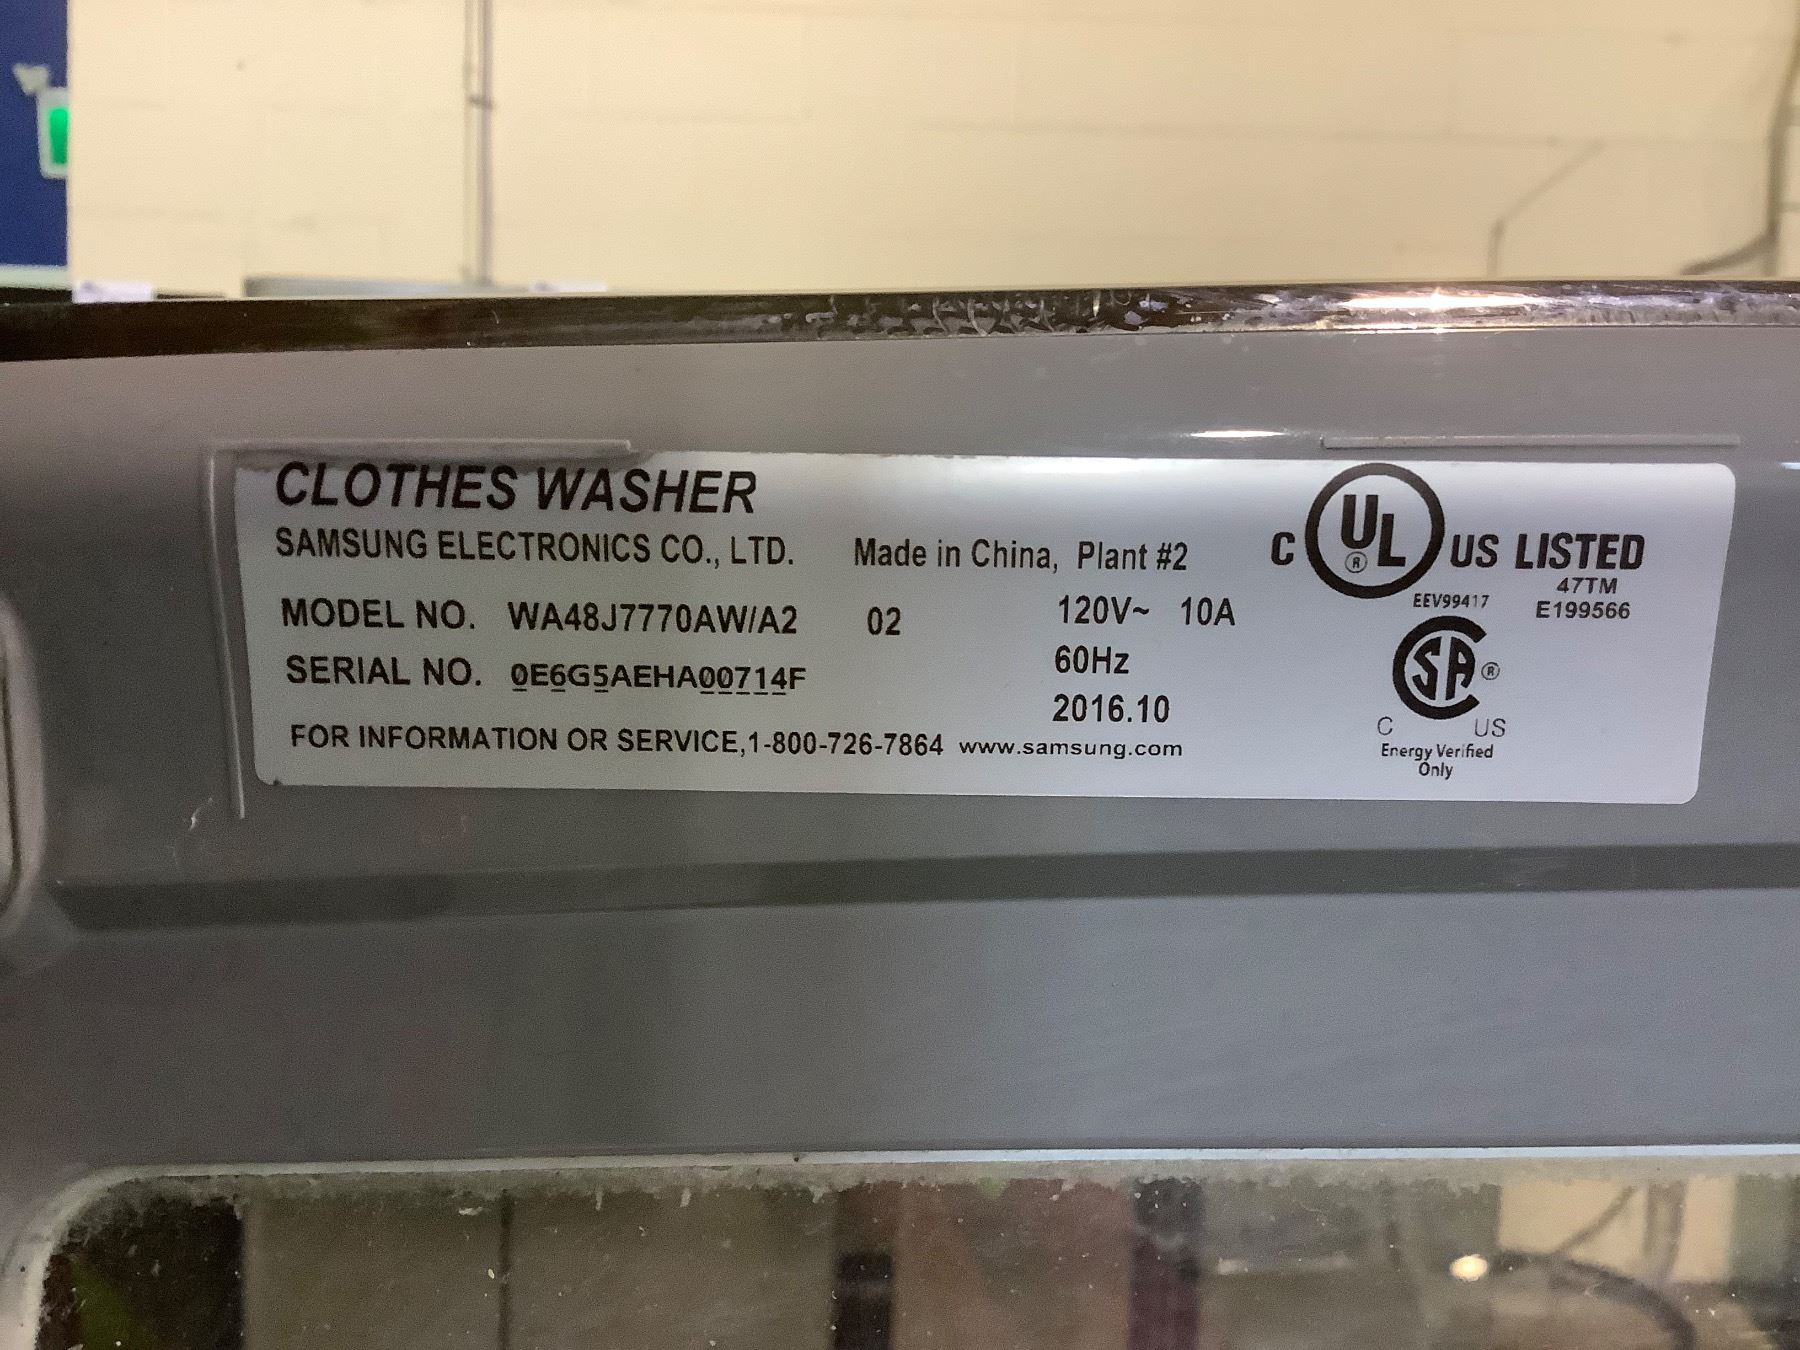 CLOTHES WASHER
SAMSUNG ELECTRONICS CO., LTD. Made in China, Plant #2
MODEL NO. WA48J7770AW/A2 02 120V~ 10A
SERIAL NO. 0E6G5AEHA00714F 60Hz
2016.10
FOR INFORMATION OR SERVICE,1-800-726-7864 www.samsung.com
C UL ® US LISTED
47TM
EEV99417 E199566
SA ®
C US
Energy Verified
Only